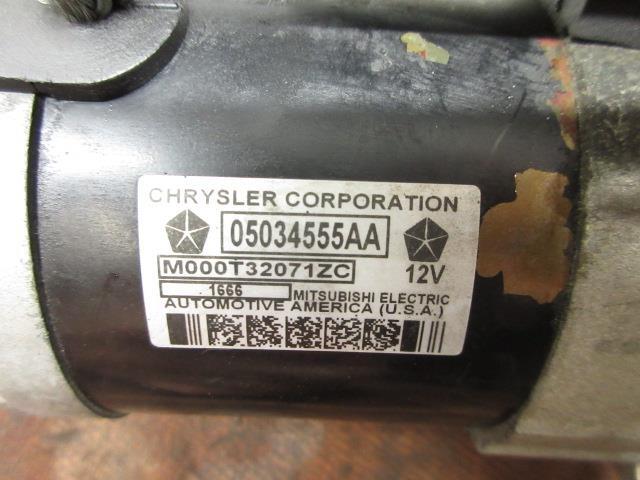 CHRYSLER CORPORATION
05034555AA
M000T32071ZC 12V
1666 MITSUBISHI ELECTRIC
AUTOMOTIVE AMERICA (U.S.A.)